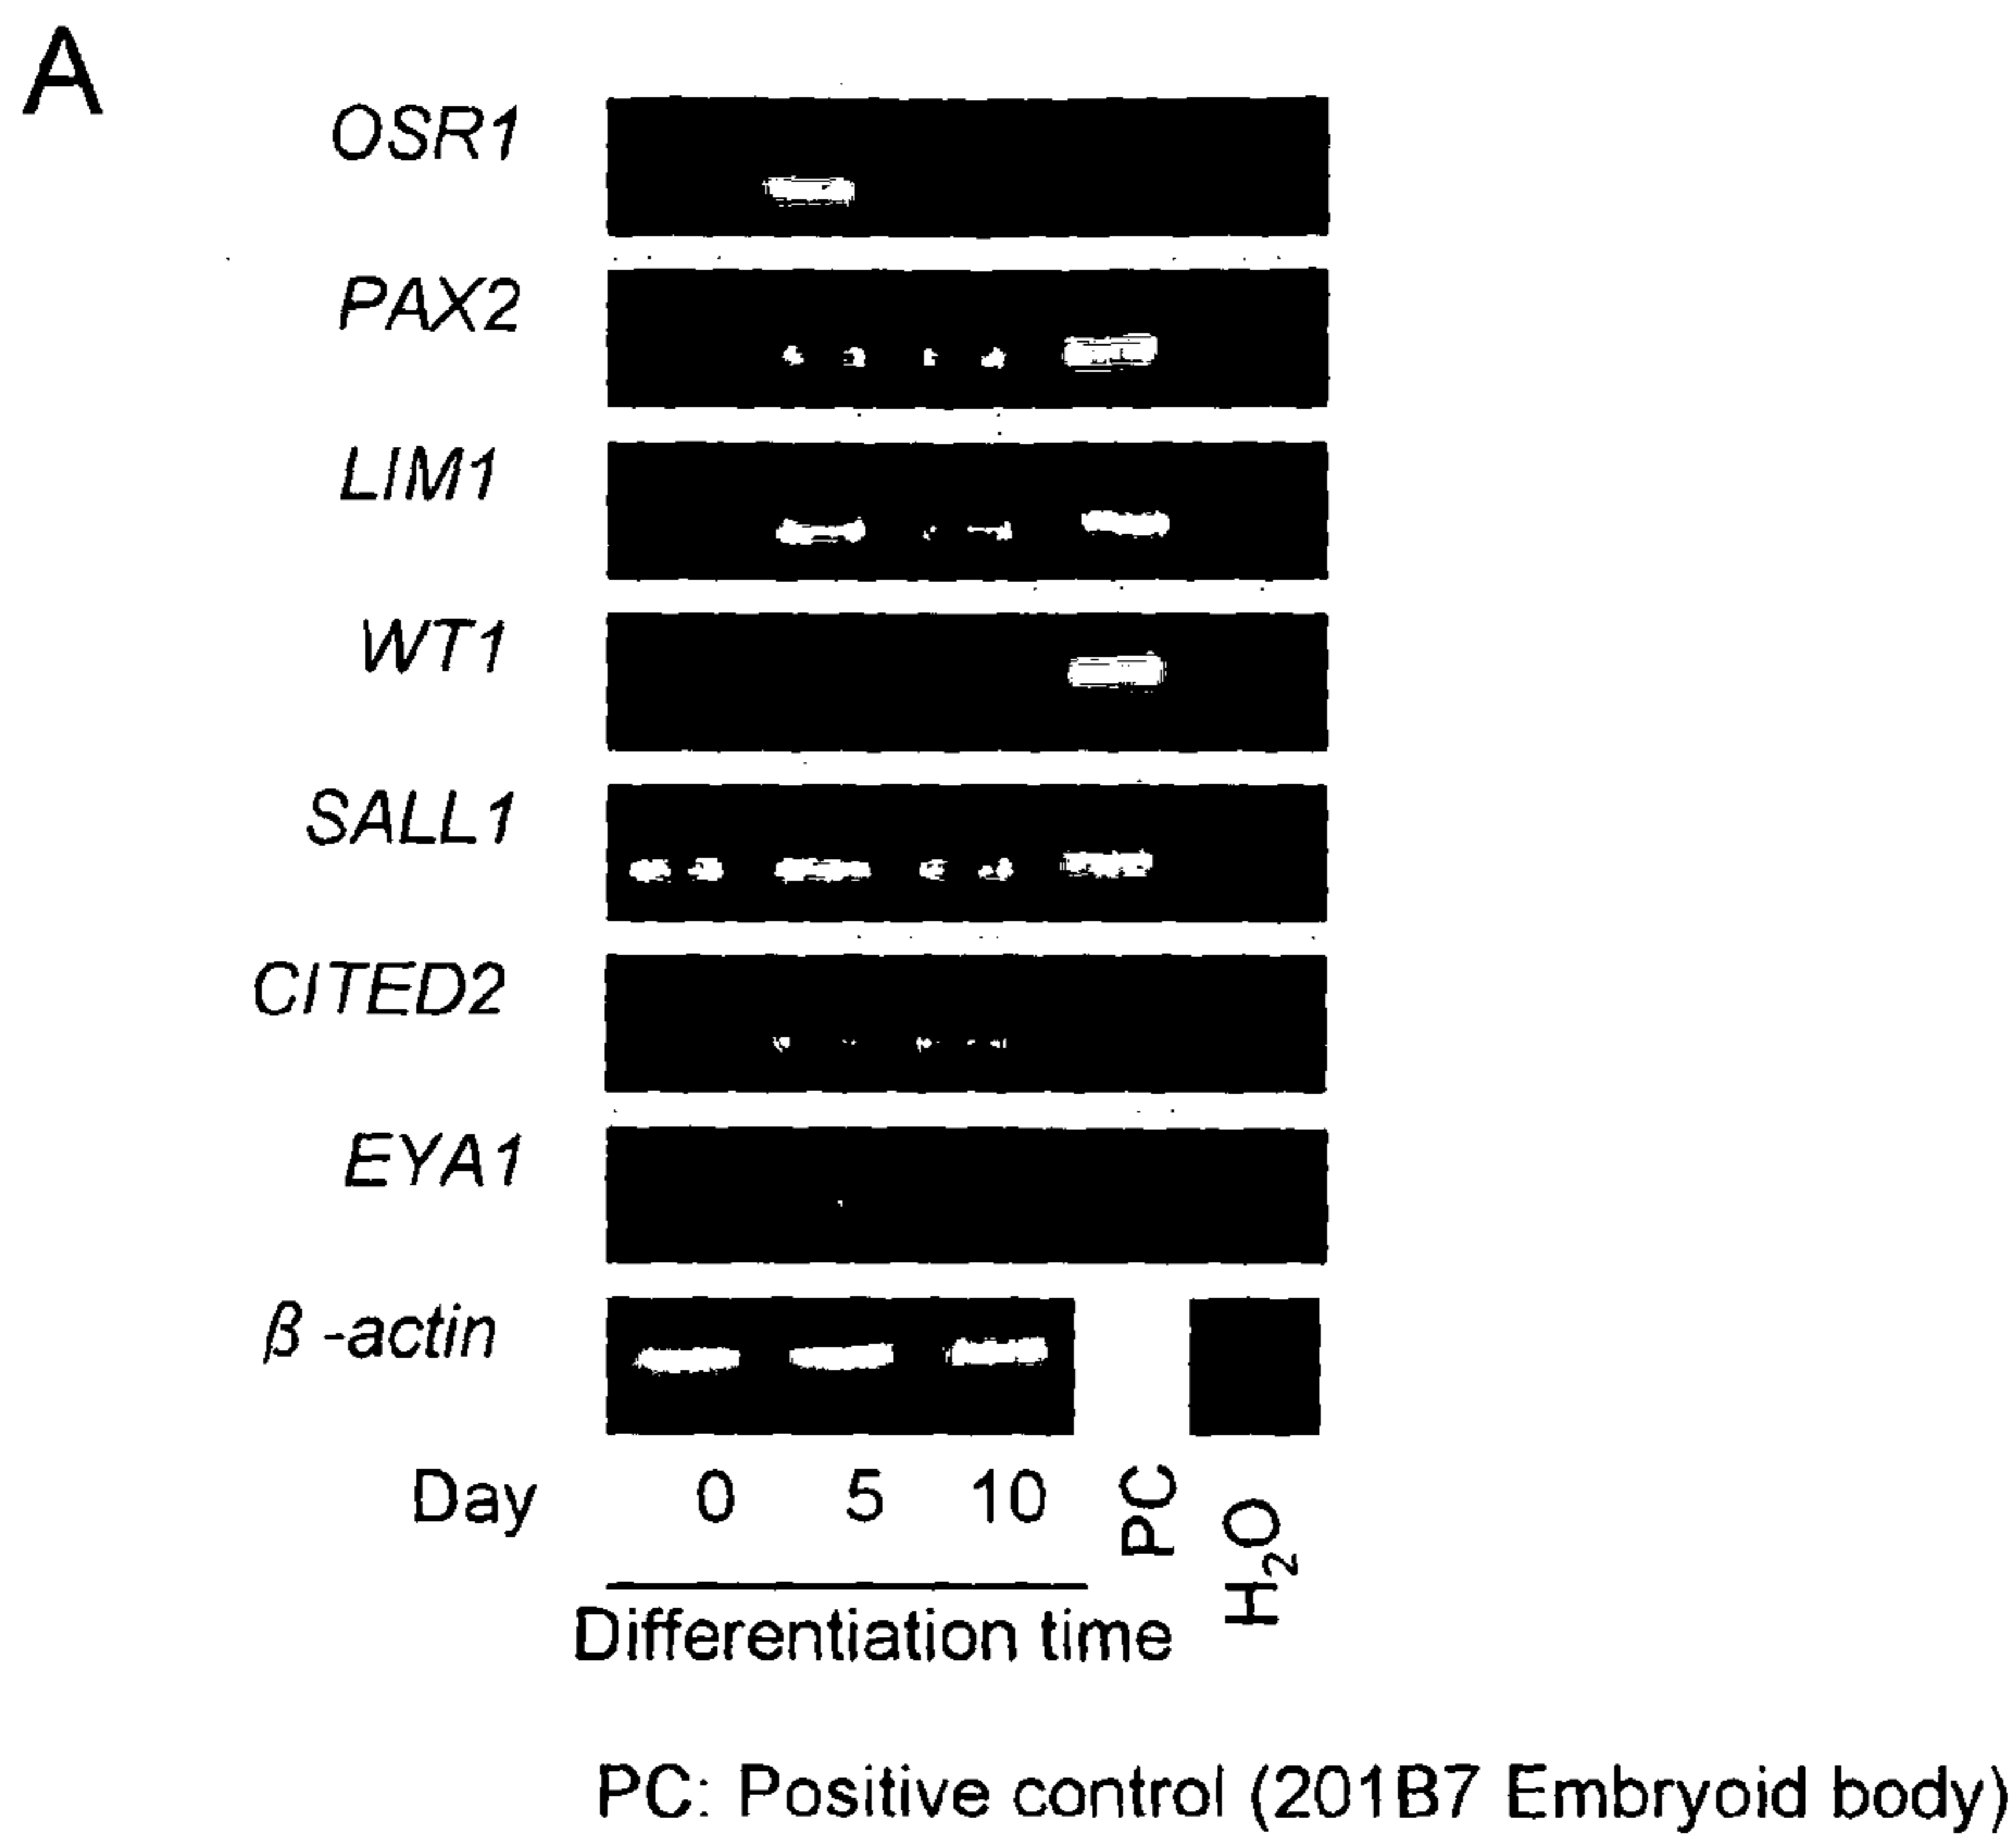 A
OSR1
PAX2
LIM1
WT1
SALL1
CITED2
EYA1
β-actin
Day 0 5 10 PC H₂O
Differentiation time
PC: Positive control (201B7 Embryoid body)